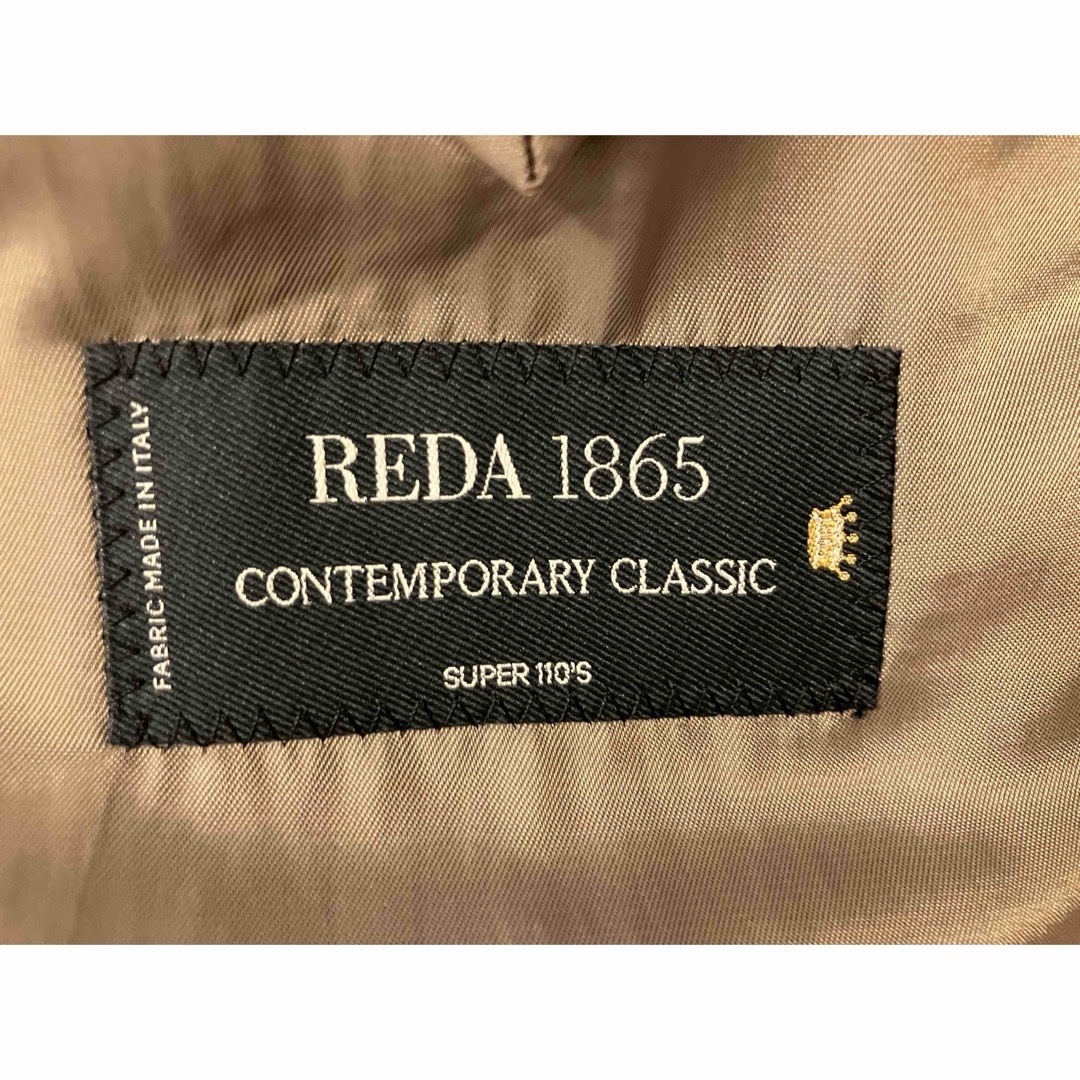 REDA 1865
CONTEMPORARY CLASSIC
SUPER 110'S
FABRIC MADE IN ITALY